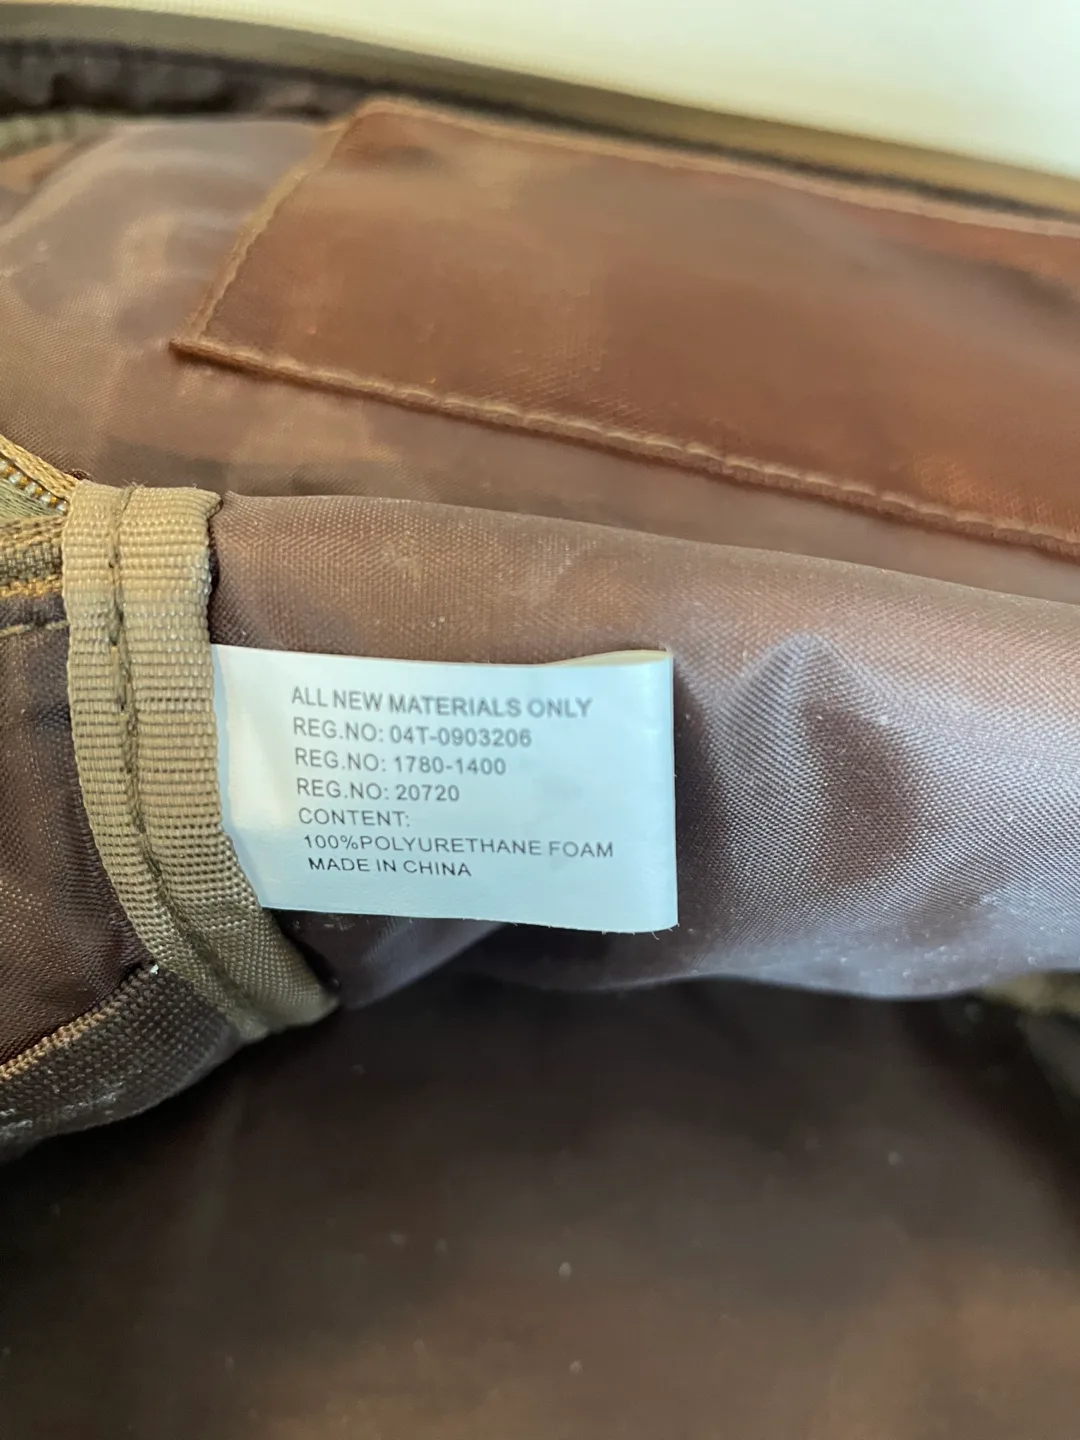 ALL NEW MATERIALS ONLY
REG.NO: 04T-0903206
REG.NO: 1780-1400
REG.NO: 20720
CONTENT:
100%POLYURETHANE FOAM
MADE IN CHINA